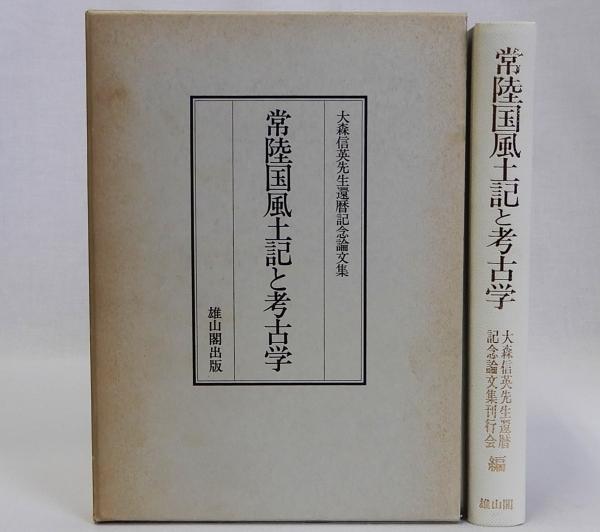 大森信英先生還暦記念論文集
常陸国風土記と考古学
雄山閣出版
常陸国風土記と考古学
大森信英先生還暦
記念論文集刊行会
編
雄山閣